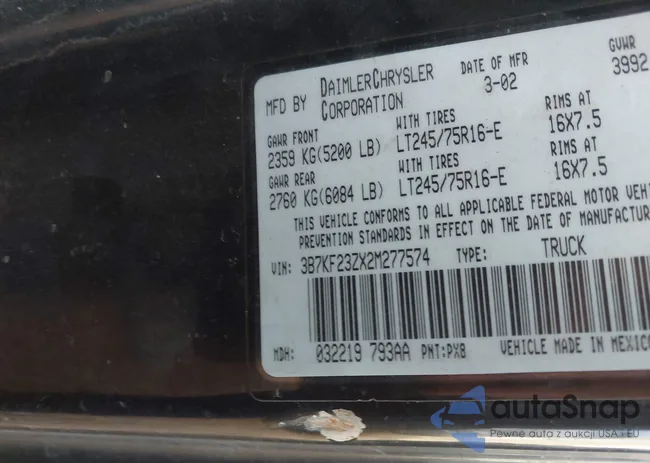 MFD BY DAIMLERCHRYSLER CORPORATION
DATE OF MFR 3-02
GVWR 3992
GAWR FRONT WITH TIRES RIMS AT
2359 KG(5200 LB) LT245/75R16-E 16X7.5
GAWR REAR WITH TIRES RIMS AT
2760 KG(6084 LB) LT245/75R16-E 16X7.5
THIS VEHICLE CONFORMS TO ALL APPLICABLE FEDERAL MOTOR VEHI
PREVENTION STANDARDS IN EFFECT ON THE DATE OF MANUFACTUR
VIN: 3B7KF23ZX2M277574 TYPE: TRUCK
MDH: 032219 793AA PNT:PX8 VEHICLE MADE IN MEXICO
autaSnap
Pewne auta z aukcji USA i EU